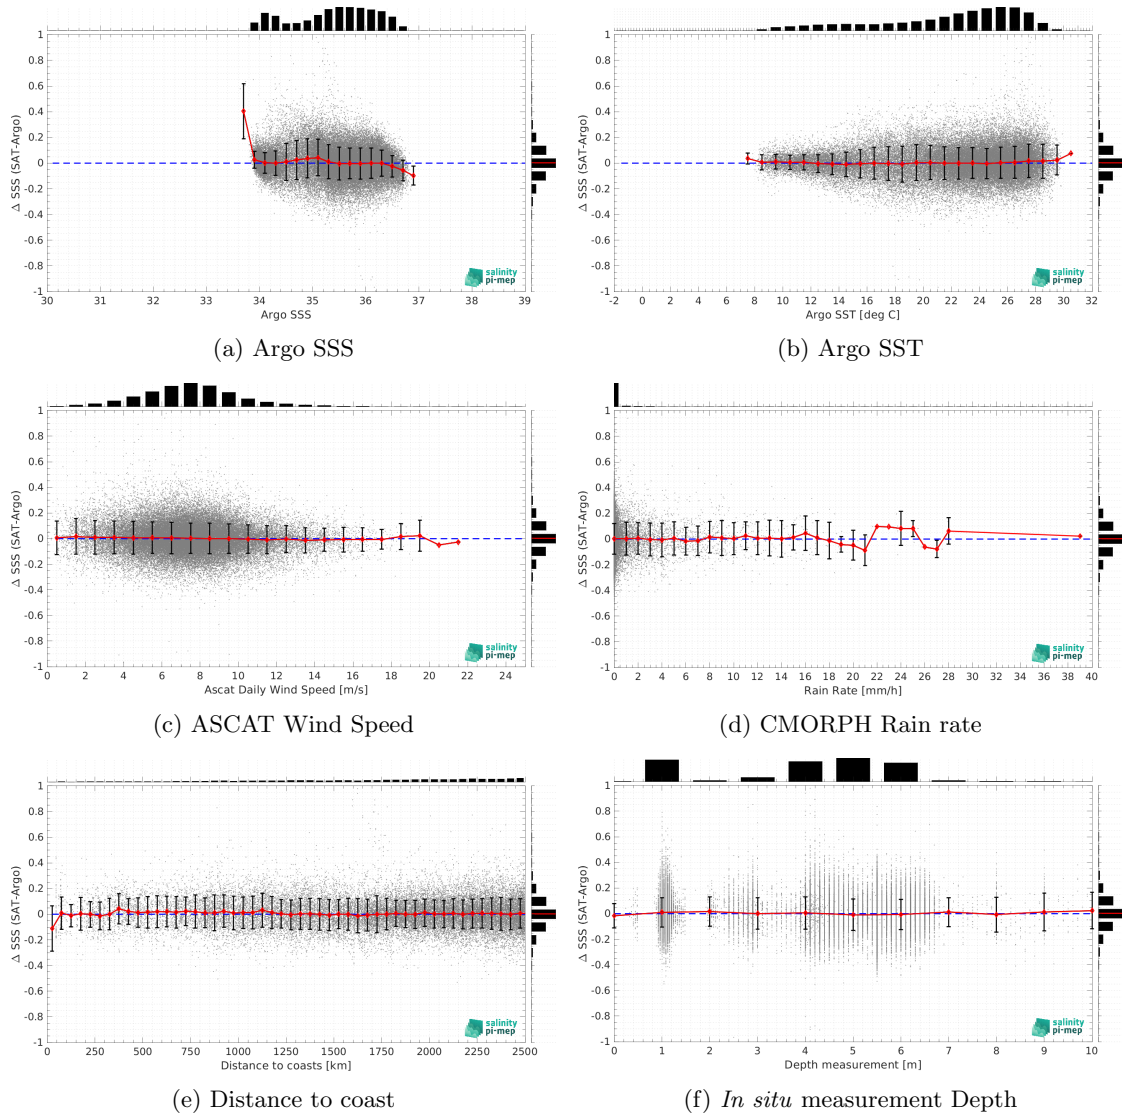 1
0.8
0.6
0.4
0.2
0
-0.2
-0.4
-0.6
-0.8
-1
Δ SSS (SAT-Argo)
salinity
pi-mep
30 31 32 33 34 35 36 37 38 39
Argo SSS
(a) Argo SSS
1
0.8
0.6
0.4
0.2
0
-0.2
-0.4
-0.6
-0.8
-1
Δ SSS (SAT-Argo)
salinity
pi-mep
-2 0 2 4 6 8 10 12 14 16 18 20 22 24 26 28 30 32
Argo SST [deg C]
(b) Argo SST
1
0.8
0.6
0.4
0.2
0
-0.2
-0.4
-0.6
-0.8
-1
Δ SSS (SAT-Argo)
salinity
pi-mep
0 2 4 6 8 10 12 14 16 18 20 22 24
Ascat Daily Wind Speed [m/s]
(c) ASCAT Wind Speed
1
0.8
0.6
0.4
0.2
0
-0.2
-0.4
-0.6
-0.8
-1
Δ SSS (SAT-Argo)
salinity
pi-mep
0 2 4 6 8 10 12 14 16 18 20 22 24 26 28 30 32 34 36 38 40
Rain Rate [mm/h]
(d) CMORPH Rain rate
1
0.8
0.6
0.4
0.2
0
-0.2
-0.4
-0.6
-0.8
-1
Δ SSS (SAT-Argo)
salinity
pi-mep
0 250 500 750 1000 1250 1500 1750 2000 2250 2500
Distance to coasts [km]
(e) Distance to coast
1
0.8
0.6
0.4
0.2
0
-0.2
-0.4
-0.6
-0.8
-1
Δ SSS (SAT-Argo)
salinity
pi-mep
0 1 2 3 4 5 6 7 8 9 10
Depth measurement [m]
(f) In situ measurement Depth